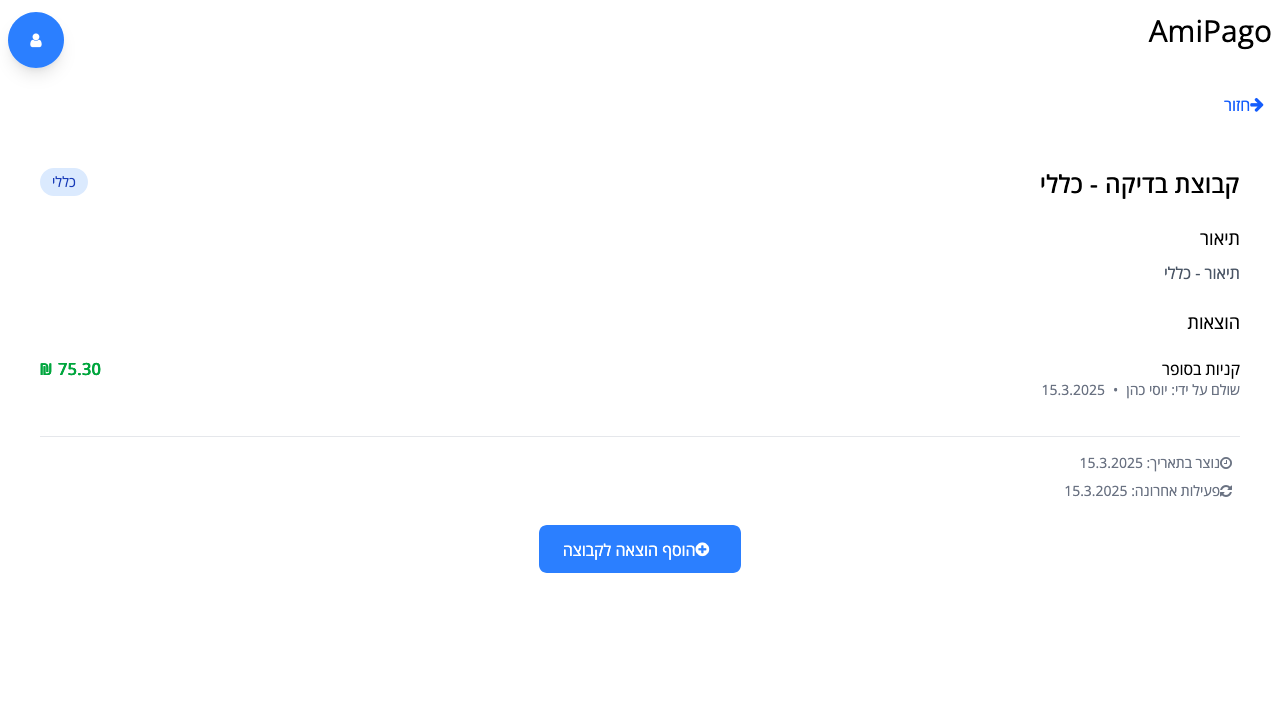 AmiPago
חזור
קבוצת בדיקה - כללי
כללי
תיאור
תיאור - כללי
הוצאות
קניות בסופר
75.30 ₪
שולם על ידי: יוסי כהן • 15.3.2025
נוצר בתאריך: 15.3.2025
פעילות אחרונה: 15.3.2025
הוסף הוצאה לקבוצה